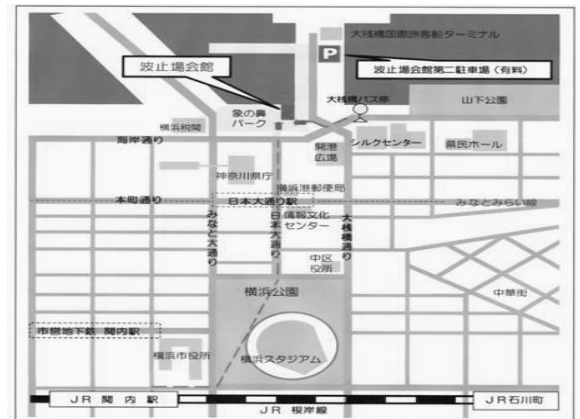 大桟橋国際旅客船ターミナル
P
波止場会館
波止場会館第二駐車場（有料）
大桟橋バス停
山下公園
象の鼻
パーク
横浜税関
海岸通り
開港
広場
シルクセンター
県民ホール
神奈川県庁
横浜港郵便局
本町通り
日本大通り駅
みなとみらい線
情報文化
センター
みなと大通り
日本大通り
大桟橋通り
中区
役所
横浜公園
中華街
市営地下鉄 関内駅
横浜市役所
横浜スタジアム
JR関内駅
JR石川町
JR根岸線